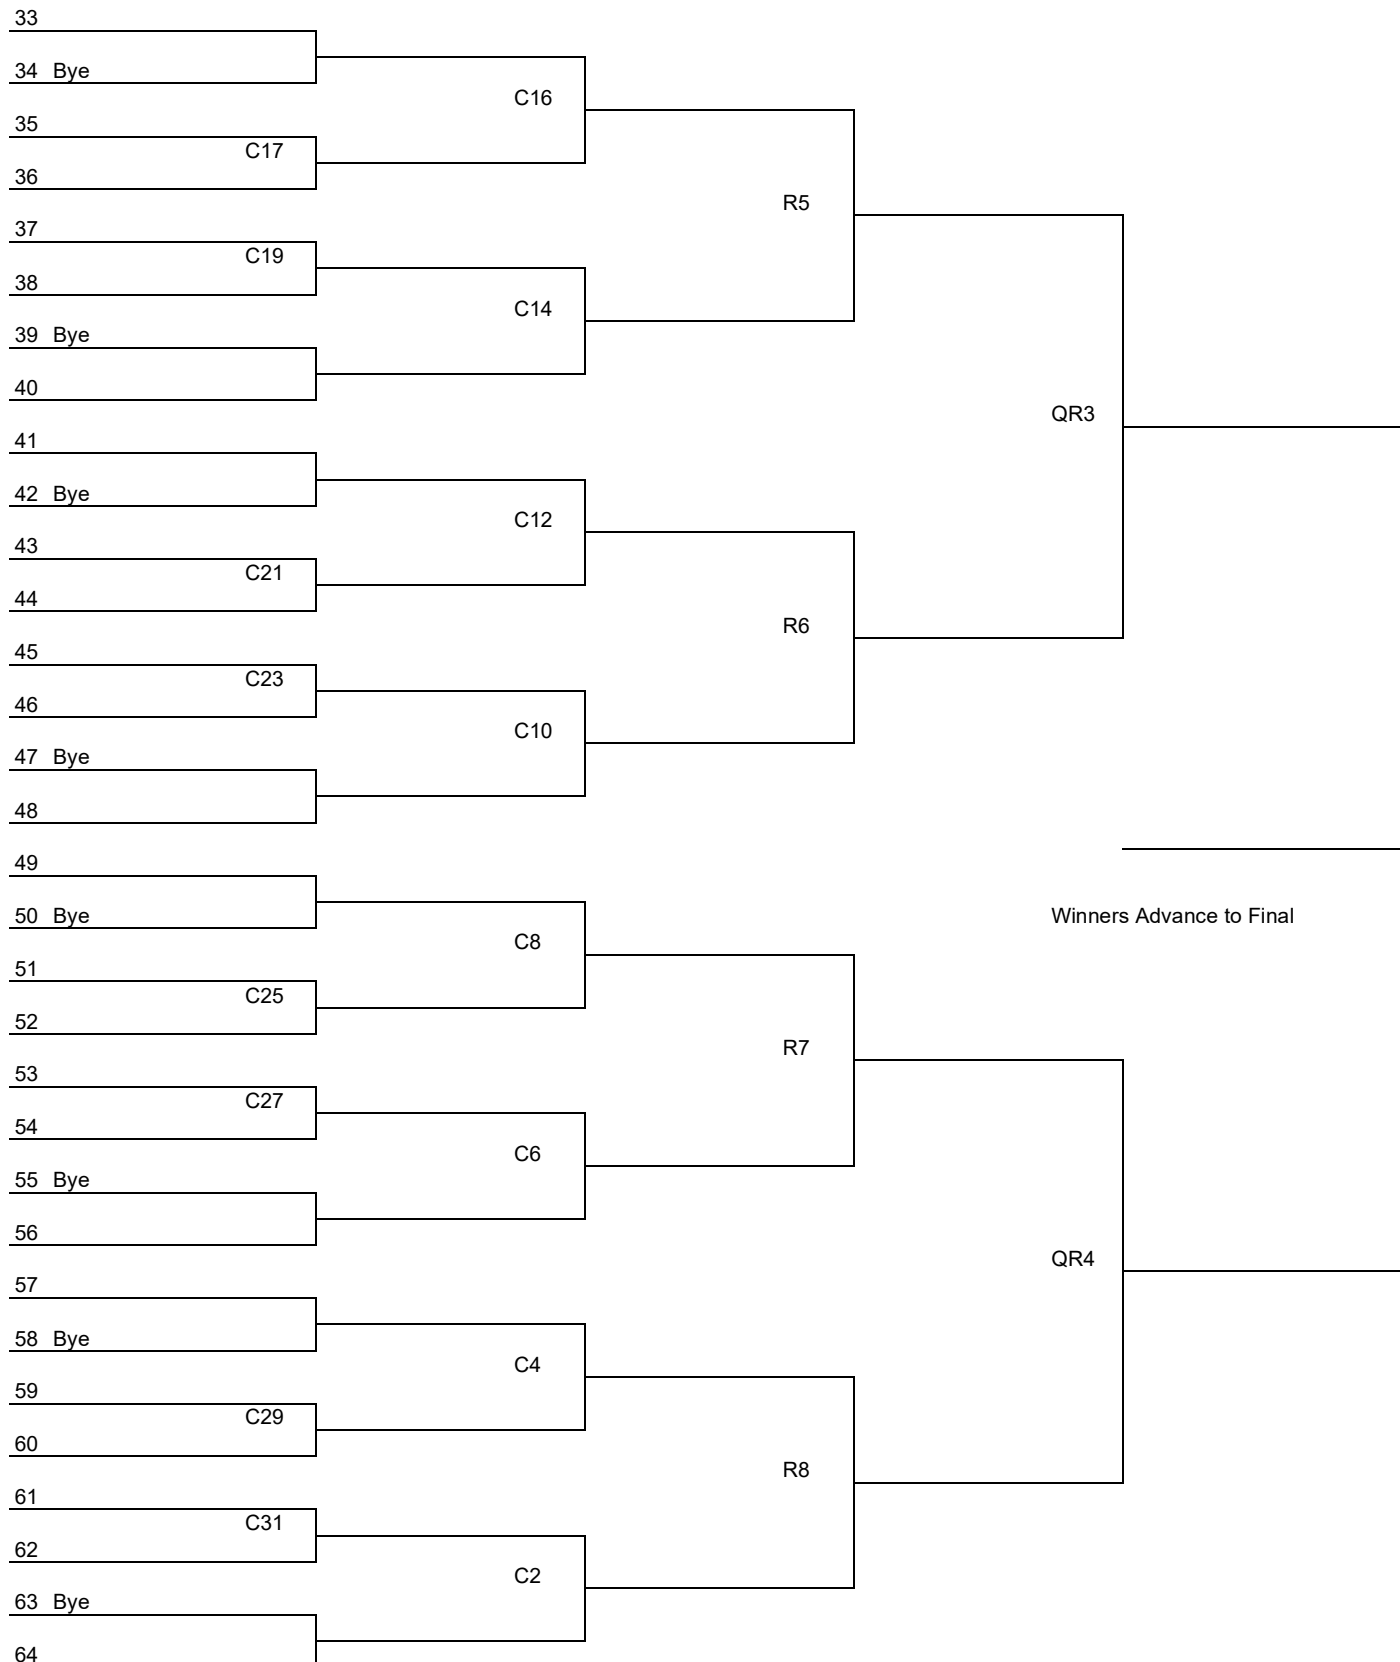 33
34 Bye
C16
35
C17
36
R5
37
C19
38
C14
39 Bye
40
QR3
41
42 Bye
C12
43
C21
44
R6
45
C23
46
C10
47 Bye
48
49
50 Bye
Winners Advance to Final
C8
51
C25
52
R7
53
C27
54
C6
55 Bye
56
QR4
57
58 Bye
C4
59
C29
60
R8
61
C31
62
C2
63 Bye
64